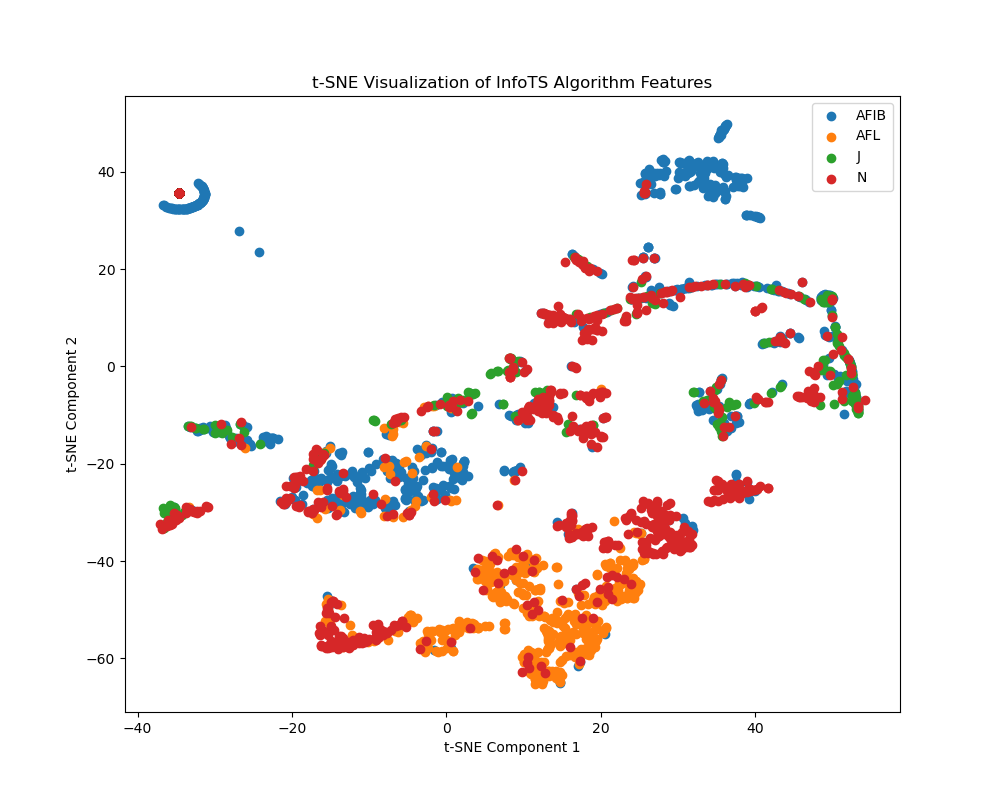 t-SNE Visualization of InfoTS Algorithm Features
AFIB
AFL
J
N
t-SNE Component 2
40
20
0
−20
−40
−60
−40
−20
0
20
40
t-SNE Component 1